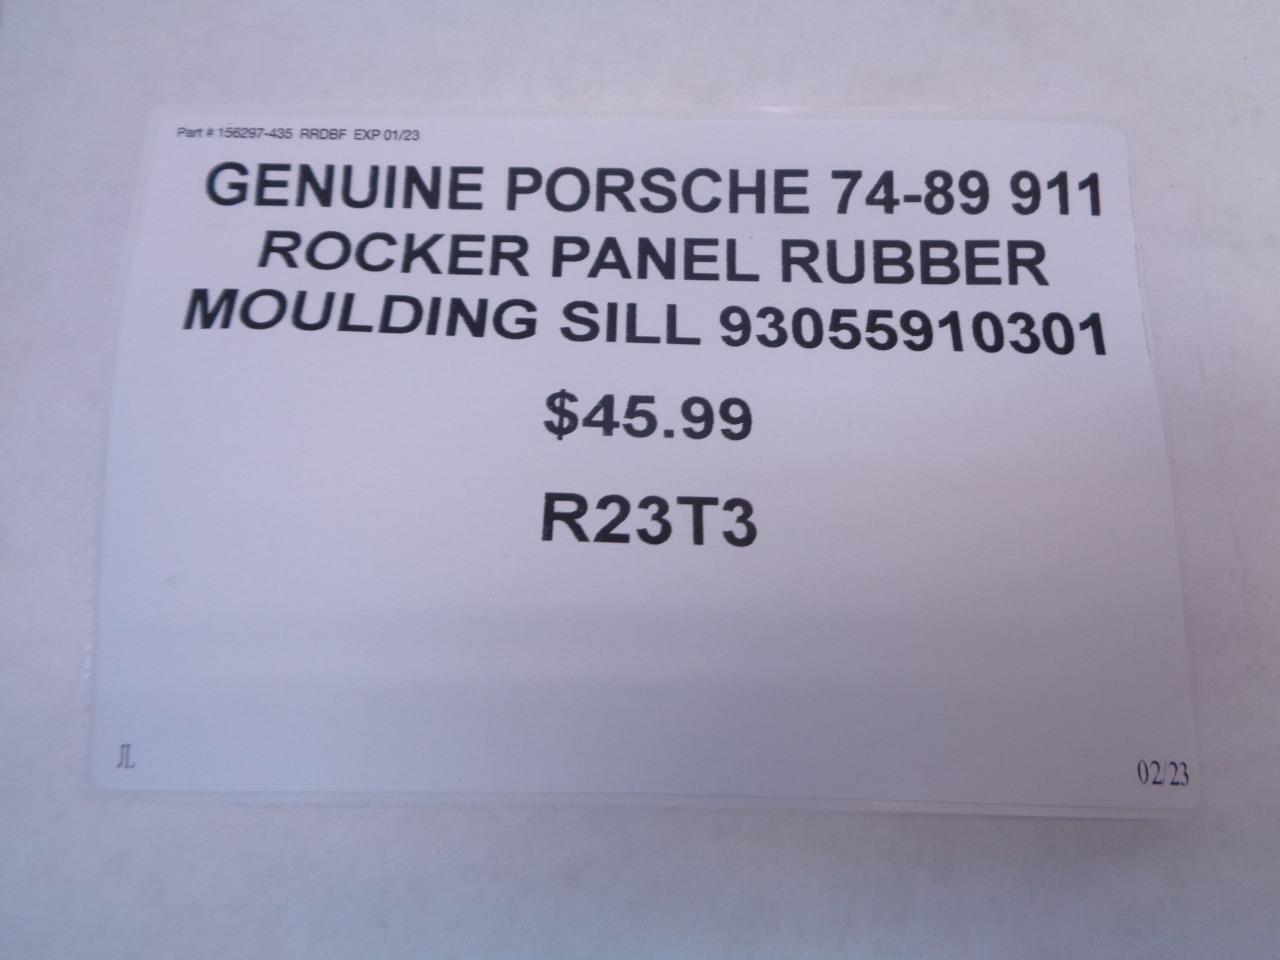 Part # 156297-435 RRDBF EXP 01/23
GENUINE PORSCHE 74-89 911
ROCKER PANEL RUBBER
MOULDING SILL 93055910301
$45.99
R23T3
JL
02/23